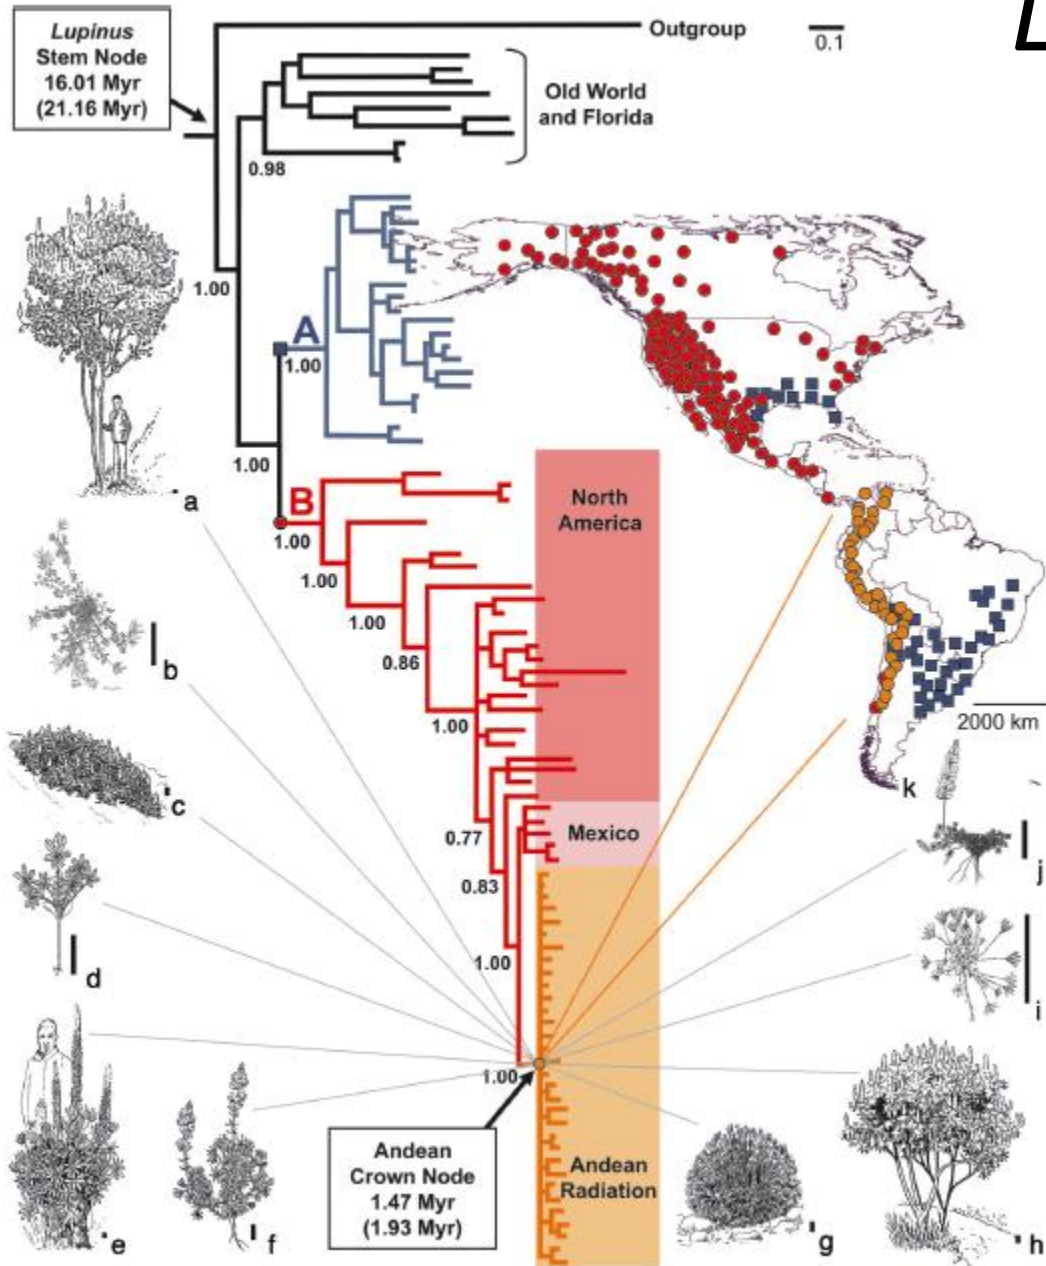 Lupinus
Stem Node
16.01 Myr
(21.16 Myr)
Outgroup
0.1
Old World
and Florida
0.98
1.00
A
1.00
1.00
B
1.00
1.00
1.00
0.86
1.00
0.77
0.83
1.00
1.00
North
America
Mexico
Andean
Radiation
Andean
Crown Node
1.47 Myr
(1.93 Myr)
2000 km
a
b
c
d
e
f
g
h
i
j
k